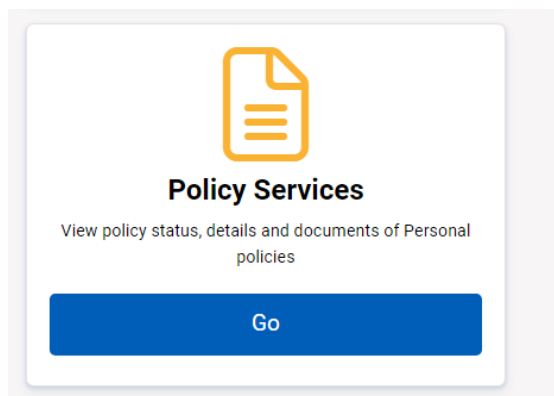 Policy Services
View policy status, details and documents of Personal
policies
Go